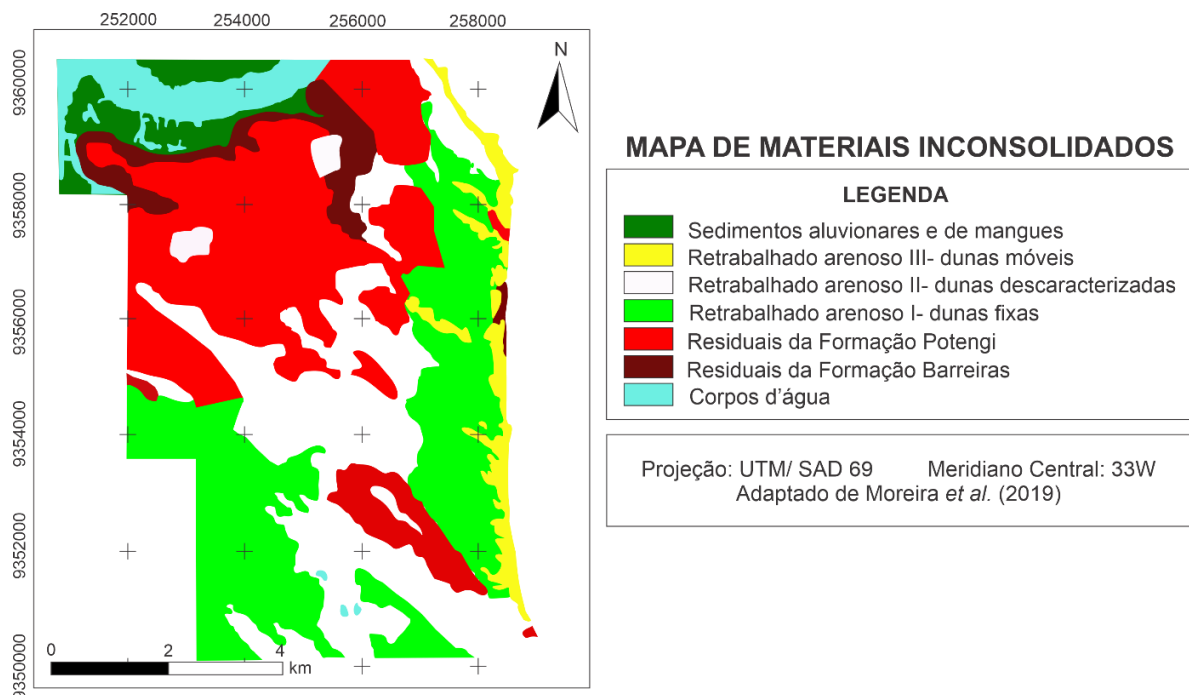 252000 254000 256000 258000
9360000
9358000
9356000
9354000
9352000
9350000
N
0 2 4
km
MAPA DE MATERIAIS INCONSOLIDADOS
LEGENDA
Sedimentos aluvionares e de mangues
Retrabalhado arenoso III- dunas móveis
Retrabalhado arenoso II- dunas descaracterizadas
Retrabalhado arenoso I- dunas fixas
Residuais da Formação Potengi
Residuais da Formação Barreiras
Corpos d'água
Projeção: UTM/ SAD 69 Meridiano Central: 33W
Adaptado de Moreira et al. (2019)